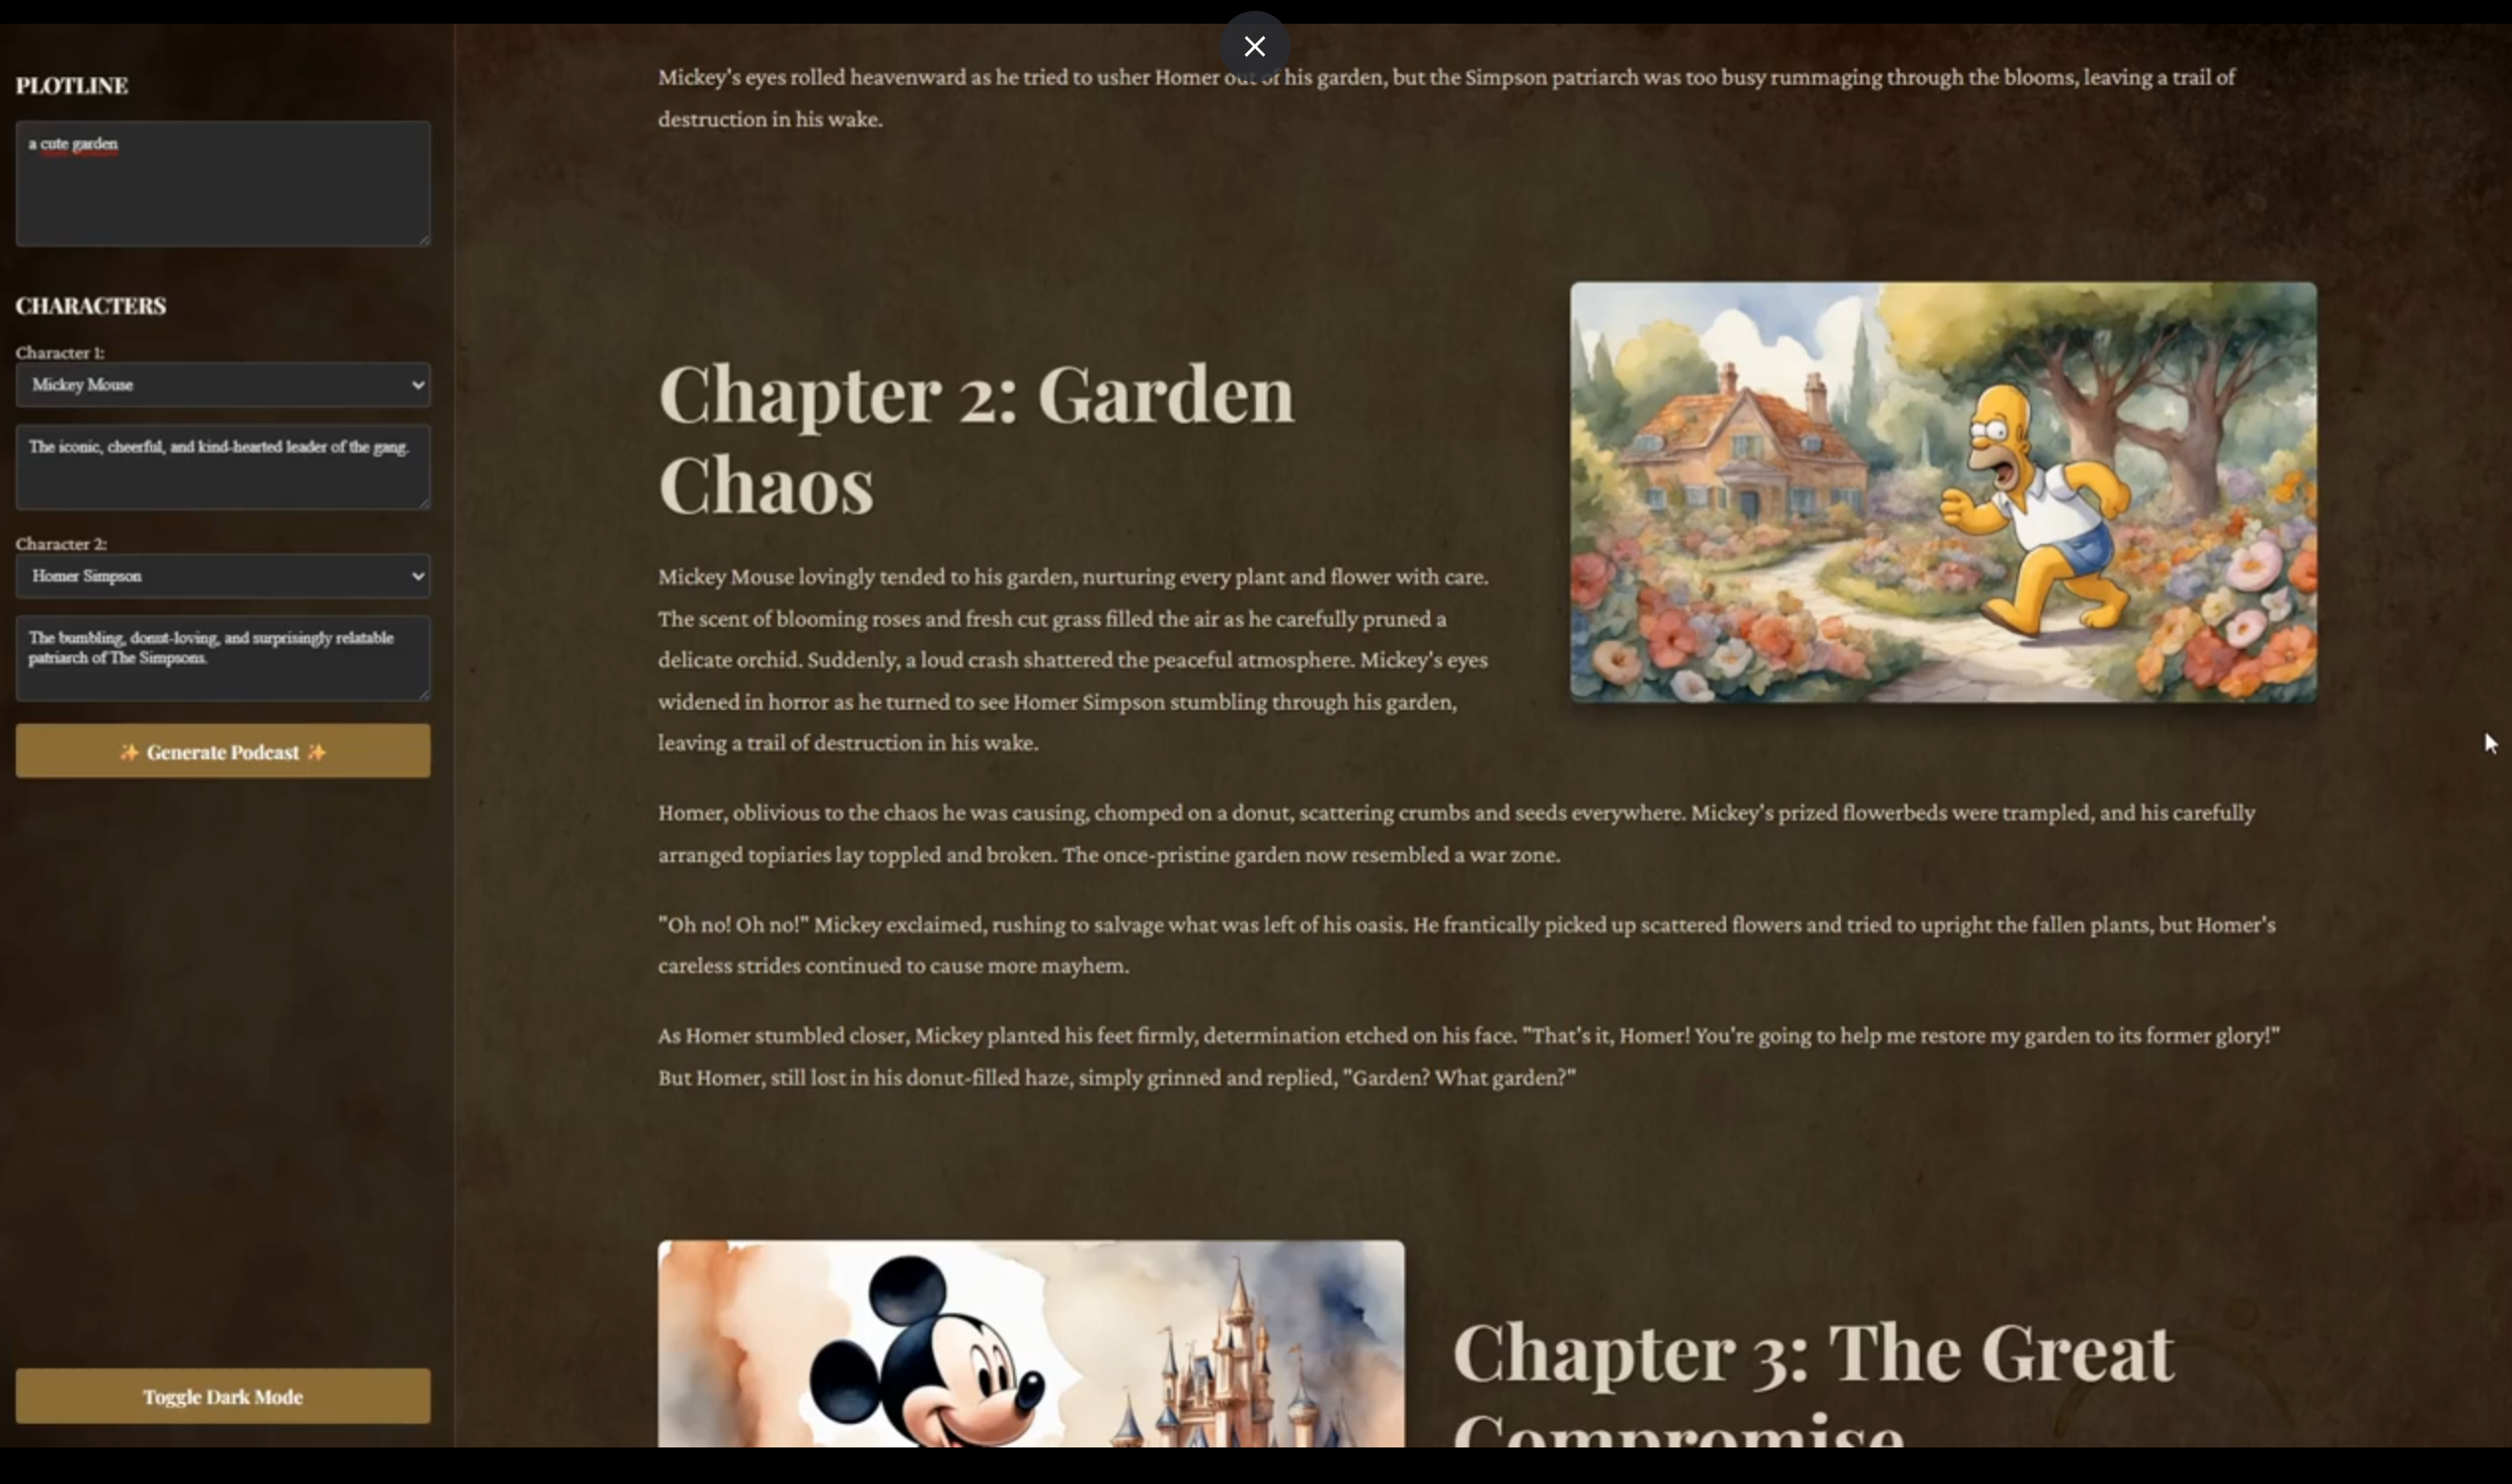 PLOTLINE
a cute garden
CHARACTERS
Character 1:
Mickey Mouse
The iconic, cheerful, and kind-hearted leader of the gang.
Character 2:
Homer Simpson
The bumbling, donut-loving, and surprisingly relatable
patriarch of The Simpsons.
✨ Generate Podcast ✨
Toggle Dark Mode
Mickey's eyes rolled heavenward as he tried to usher Homer out of his garden, but the Simpson patriarch was too busy rummaging through the blooms, leaving a trail of
destruction in his wake.
Chapter 2: Garden
Chaos
Mickey Mouse lovingly tended to his garden, nurturing every plant and flower with care.
The scent of blooming roses and fresh cut grass filled the air as he carefully pruned a
delicate orchid. Suddenly, a loud crash shattered the peaceful atmosphere. Mickey's eyes
widened in horror as he turned to see Homer Simpson stumbling through his garden,
leaving a trail of destruction in his wake.
Homer, oblivious to the chaos he was causing, chomped on a donut, scattering crumbs and seeds everywhere. Mickey's prized flowerbeds were trampled, and his carefully
arranged topiaries lay toppled and broken. The once-pristine garden now resembled a war zone.
"Oh no! Oh no!" Mickey exclaimed, rushing to salvage what was left of his oasis. He frantically picked up scattered flowers and tried to upright the fallen plants, but Homer's
careless strides continued to cause more mayhem.
As Homer stumbled closer, Mickey planted his feet firmly, determination etched on his face. "That's it, Homer! You're going to help me restore my garden to its former glory!"
But Homer, still lost in his donut-filled haze, simply grinned and replied, "Garden? What garden?"
Chapter 3: The Great
Compromise